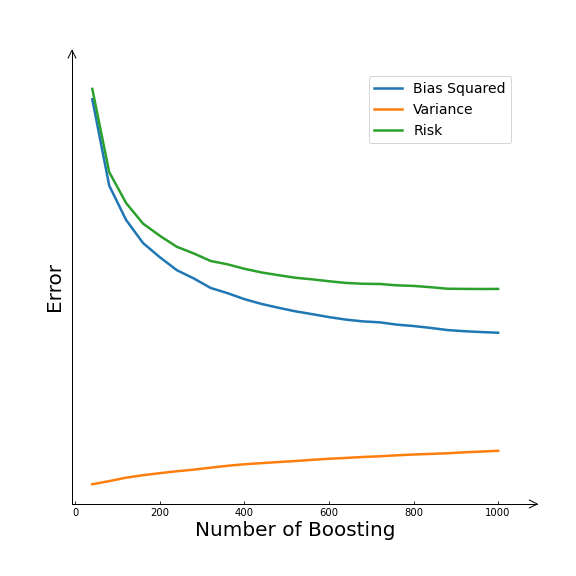 Bias Squared
Variance
Risk
Error
0 200 400 600 800 1000
Number of Boosting